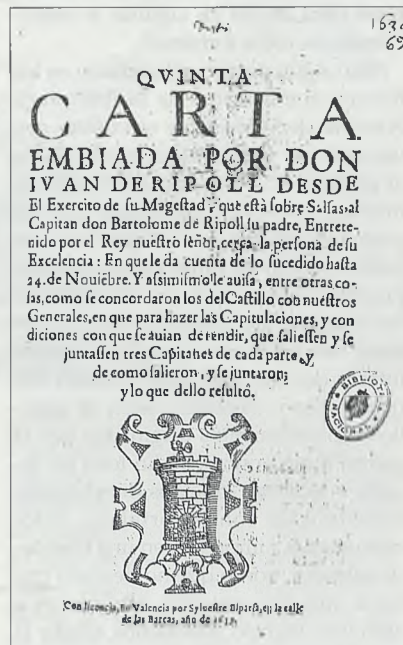 163
69
QVINTA
CARTA
EMBIADA POR DON
IVAN DE RIPOLL DESDE
El Exercito de ſu Mageſtad, que eſtà ſobre Salſas, al
Capitan don Bartolome de Ripoll ſu padre, Entrete-
nido por el Rey nueſtro ſeñor, cerca la perſona de ſu
Excelencia: En que le da cuenta de lo ſucedido haſta
24. de Nouiẽbre. Y aſsimiſmo le auiſa, entre otras co-
ſas, como ſe concordaron los del Caſtillo con nueſtros
Generales, en que para hazer las Capitulaciones, y con
diciones con que ſe auian de rendir, que ſalieſſen y ſe
juntaſſen tres Capitanes de cada parte, y
de como ſalieron, y ſe juntaron;
y lo que dello reſultò.
BIBLIOTE
Con licencia, En Valencia por Sylueſtre Eſparſa, en la calle
de las Barcas, año de